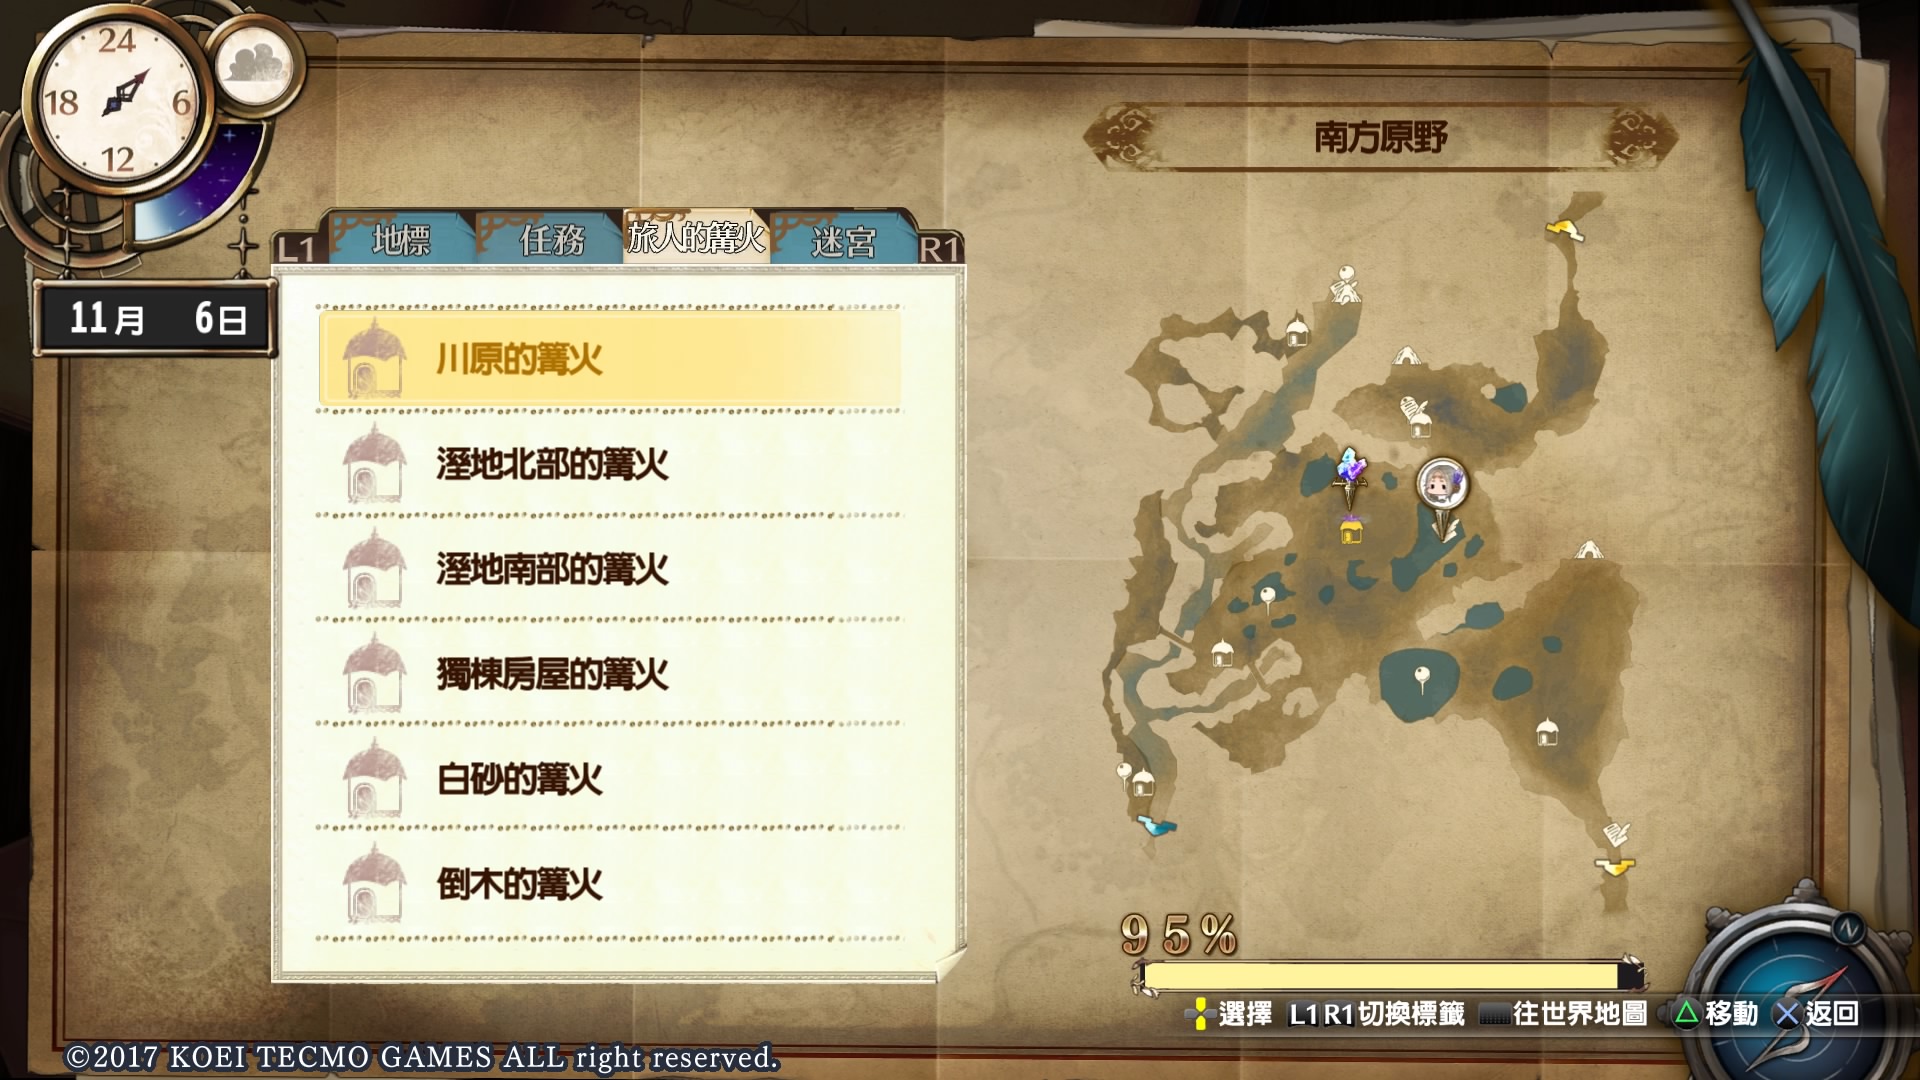 24
18
6
12
11月 6日
南方原野
L1 地標 任務 旅人的篝火 迷宮 R1
川原的篝火
溼地北部的篝火
溼地南部的篝火
獨棟房屋的篝火
白砂的篝火
倒木的篝火
95%
N
選擇 L1 R1切換標籤 往世界地圖 移動 返回
©2017 KOEI TECMO GAMES ALL right reserved.